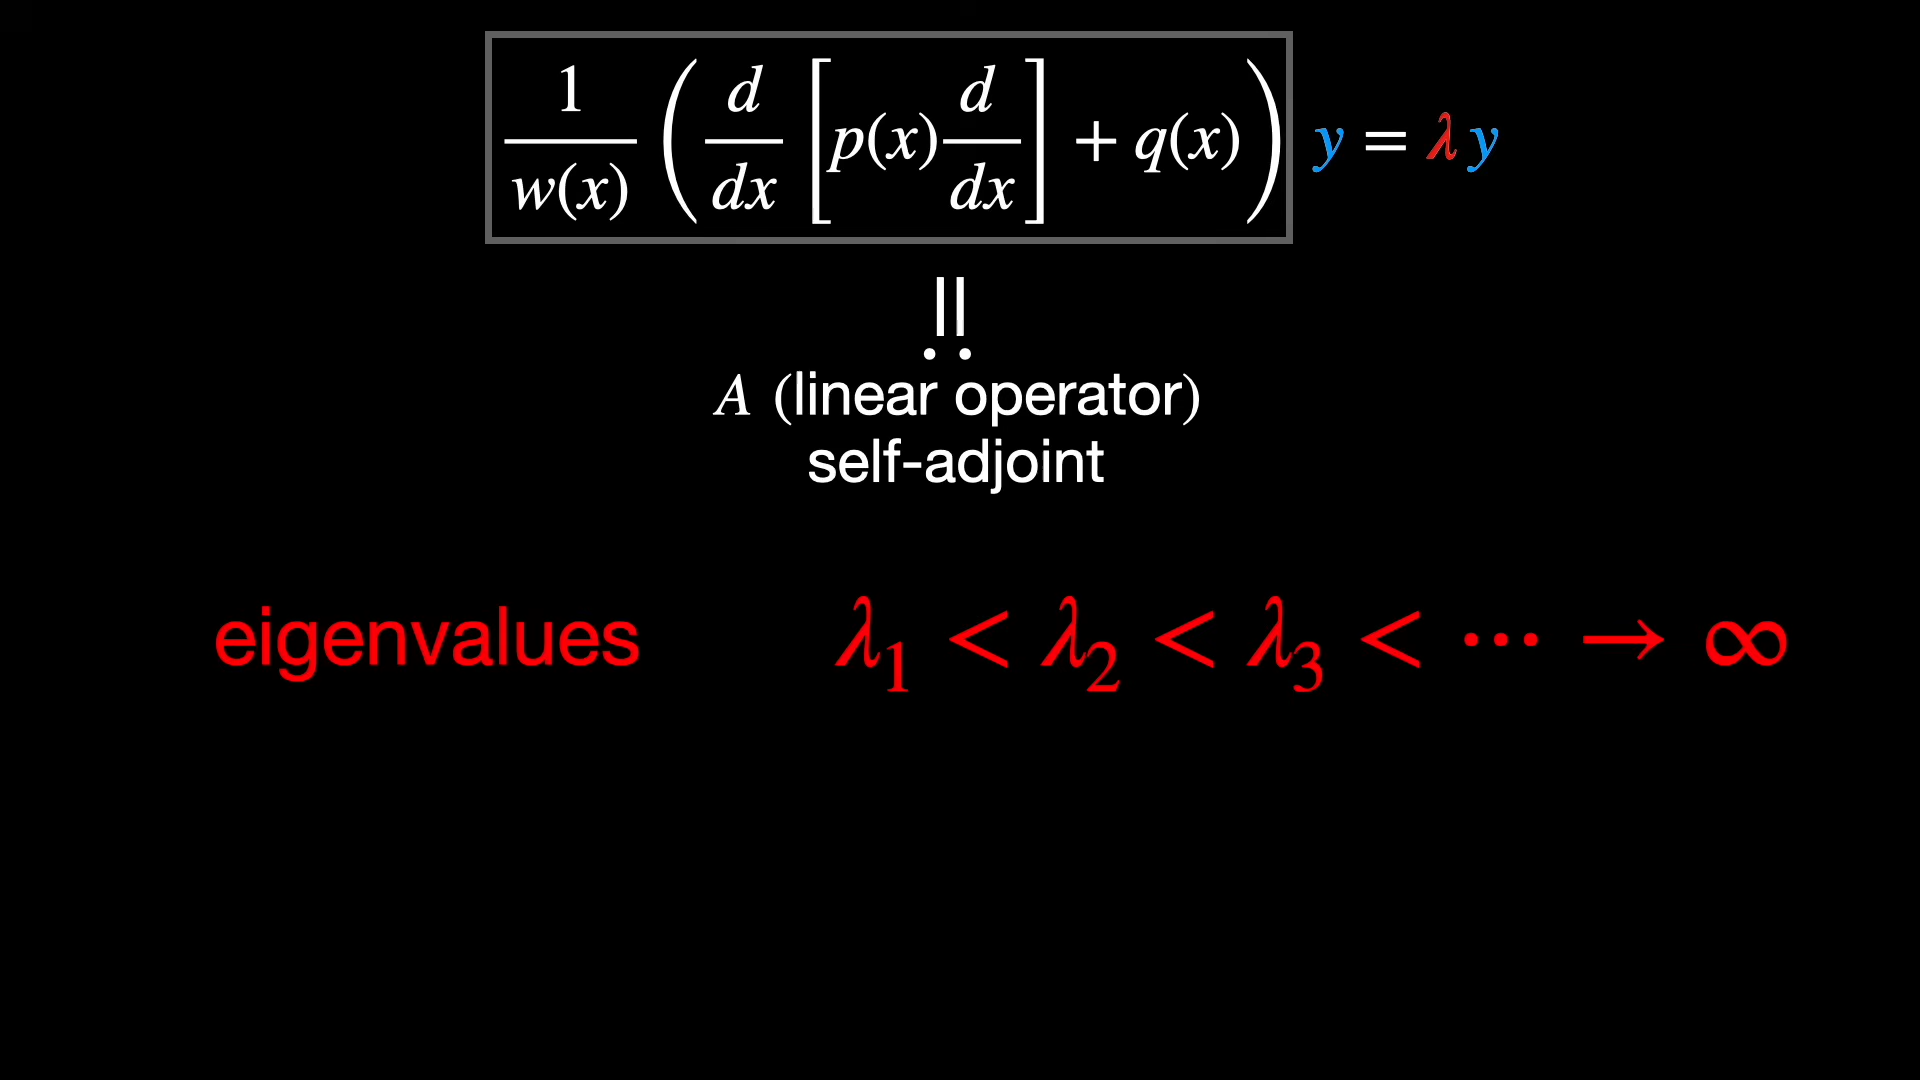 1/w(x) ( d/dx [ p(x) d/dx ] + q(x) ) y = λ y
A (linear operator)
self-adjoint
eigenvalues λ₁ < λ₂ < λ₃ < ⋯ → ∞